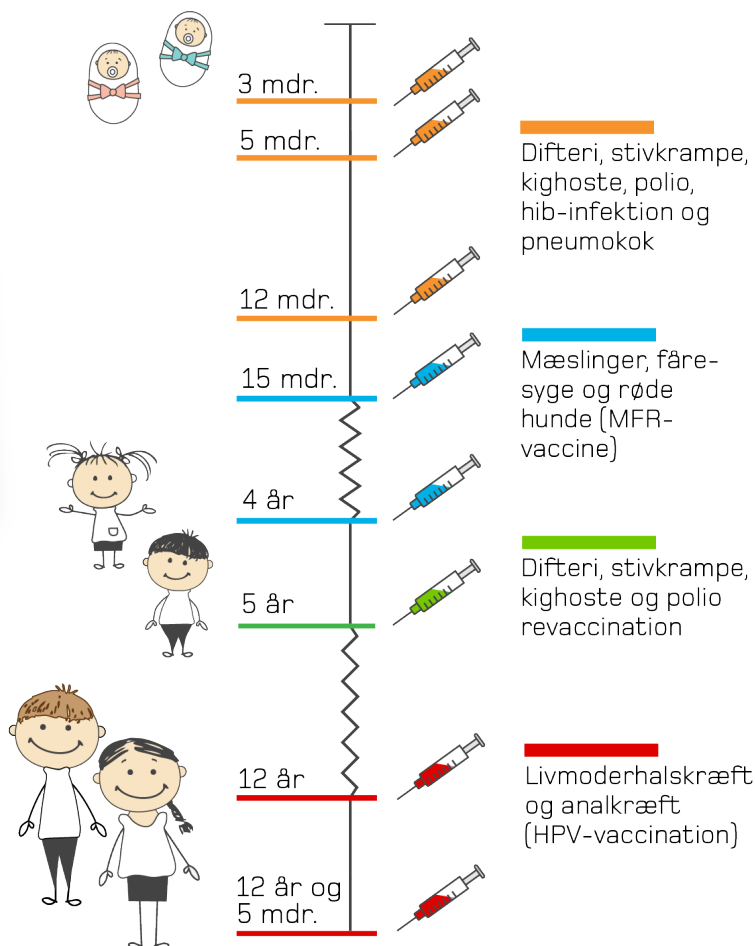 3 mdr.
5 mdr.
12 mdr.
15 mdr.
4 år
5 år
12 år
12 år og
5 mdr.
Difteri, stivkrampe,
kighoste, polio,
hib-infektion og
pneumokok
Mæslinger, fåre-
syge og røde
hunde (MFR-
vaccine)
Difteri, stivkrampe,
kighoste og polio
revaccination
Livmoderhalskræft
og analkræft
(HPV-vaccination)